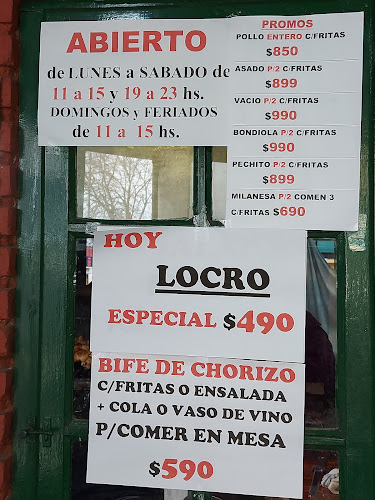 ABIERTO
de LUNES a SABADO de
11 a 15 y 19 a 23 hs.
DOMINGOS y FERIADOS
de 11 a 15 hs.
PROMOS
POLLO ENTERO C/FRITAS
$850
ASADO P/2 C/FRITAS
$899
VACIO P/2 C/FRITAS
$990
BONDIOLA P/2 C/FRITAS
$990
PECHITO P/2 C/FRITAS
$899
MILANESA P/2 COMEN 3
C/FRITAS $690
HOY
LOCRO
ESPECIAL $490
BIFE DE CHORIZO
C/FRITAS O ENSALADA
+ COLA O VASO DE VINO
P/COMER EN MESA
$590